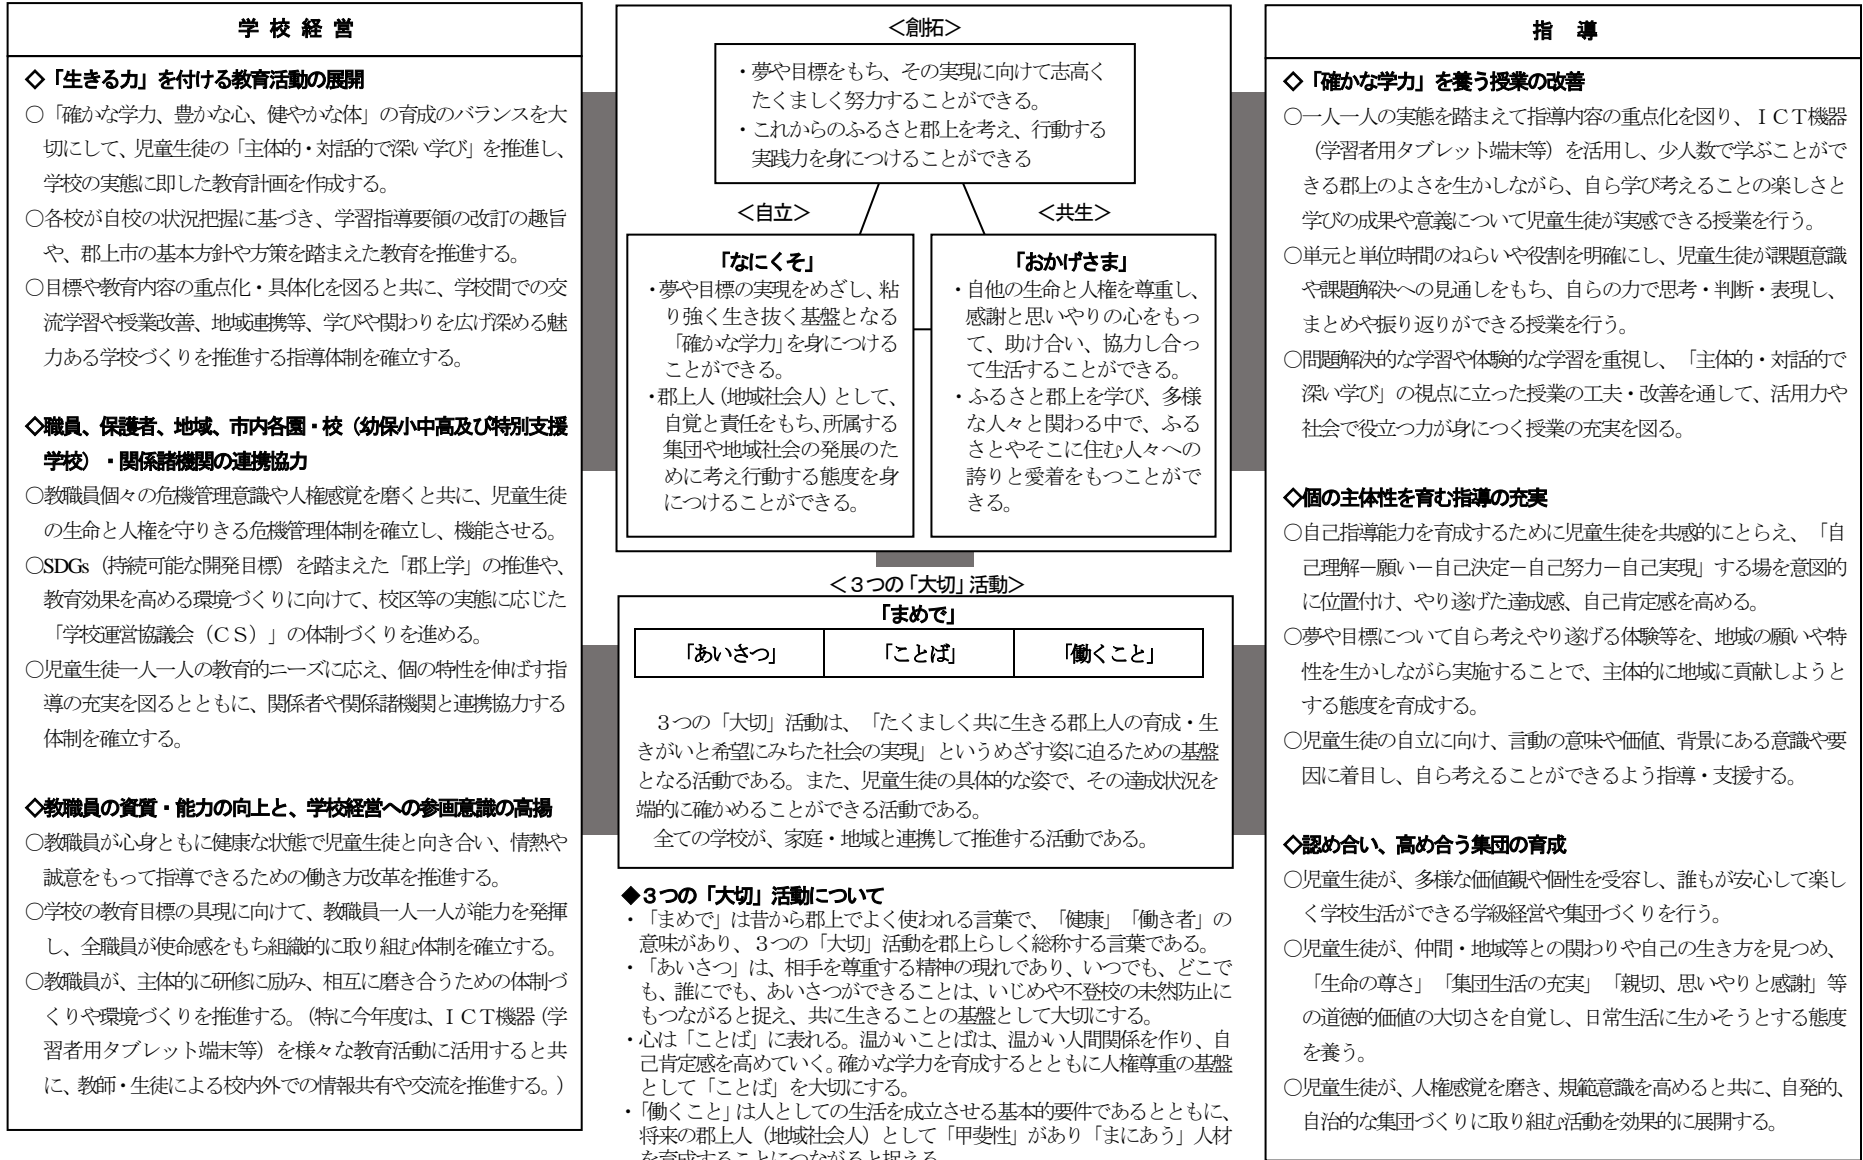 学 校 経 営
◇「生きる力」を付ける教育活動の展開
○「確かな学力、豊かな心、健やかな体」の育成のバランスを大
切にして、児童生徒の「主体的・対話的で深い学び」を推進し、
学校の実態に即した教育計画を作成する。
○各校が自校の状況把握に基づき、学習指導要領の改訂の趣旨
や、郡上市の基本方針や方策を踏まえた教育を推進する。
○目標や教育内容の重点化・具体化を図ると共に、学校間での交
流学習や授業改善、地域連携等、学びや関わりを広げ深める魅
力ある学校づくりを推進する指導体制を確立する。
◇職員、保護者、地域、市内各園・校（幼保小中高及び特別支援
学校）・関係諸機関の連携協力
○教職員個々の危機管理意識や人権感覚を磨くと共に、児童生徒
の生命と人権を守りきる危機管理体制を確立し、機能させる。
○SDGs（持続可能な開発目標）を踏まえた「郡上学」の推進や、
教育効果を高める環境づくりに向けて、校区等の実態に応じた
「学校運営協議会（ＣＳ）」の体制づくりを進める。
○児童生徒一人一人の教育的ニーズに応え、個の特性を伸ばす指
導の充実を図るとともに、関係者や関係諸機関と連携協力する
体制を確立する。
◇教職員の資質・能力の向上と、学校経営への参画意識の高揚
○教職員が心身ともに健康な状態で児童生徒と向き合い、情熱や
誠意をもって指導できるための働き方改革を推進する。
○学校の教育目標の具現に向けて、教職員一人一人が能力を発揮
し、全職員が使命感をもち組織的に取り組む体制を確立する。
○教職員が、主体的に研修に励み、相互に磨き合うための体制づ
くりや環境づくりを推進する。（特に今年度は、ＩＣＴ機器（学
習者用タブレット端末等）を様々な教育活動に活用すると共
に、教師・生徒による校内外での情報共有や交流を推進する。）
＜創拓＞
・夢や目標をもち、その実現に向けて志高く
たくましく努力することができる。
・これからのふるさと郡上を考え、行動する
実践力を身につけることができる
＜自立＞
「なにくそ」
・夢や目標の実現をめざし、粘
り強く生き抜く基盤となる
「確かな学力」を身につける
ことができる。
・郡上人（地域社会人）として、
自覚と責任をもち、所属する
集団や地域社会の発展のた
めに考え行動する態度を身
につけることができる。
＜共生＞
「おかげさま」
・自他の生命と人権を尊重し、
感謝と思いやりの心をもっ
て、助け合い、協力し合っ
て生活することができる。
・ふるさと郡上を学び、多様
な人々と関わる中で、ふる
さとやそこに住む人々への
誇りと愛着をもつことがで
きる。
＜３つの「大切」活動＞
「まめで」
「あいさつ」 「ことば」 「働くこと」
３つの「大切」活動は、「たくましく共に生きる郡上人の育成・生
きがいと希望にみちた社会の実現」というめざす姿に迫るための基盤
となる活動である。また、児童生徒の具体的な姿で、その達成状況を
端的に確かめることができる活動である。
全ての学校が、家庭・地域と連携して推進する活動である。
◆３つの「大切」活動について
・「まめで」は昔から郡上でよく使われる言葉で、「健康」「働き者」の
意味があり、３つの「大切」活動を郡上らしく総称する言葉である。
・「あいさつ」は、相手を尊重する精神の現れであり、いつでも、どこで
も、誰にでも、あいさつができることは、いじめや不登校の未然防止に
もつながると捉え、共に生きることの基盤として大切にする。
・心は「ことば」に表れる。温かいことばは、温かい人間関係を作り、自
己肯定感を高めていく。確かな学力を育成するとともに人権尊重の基盤
として「ことば」を大切にする。
・「働くこと」は人としての生活を成立させる基本的要件であるとともに、
将来の郡上人（地域社会人）として「甲斐性」があり「まにあう」人材
を育成することにつながると捉える。
指 導
◇「確かな学力」を養う授業の改善
○一人一人の実態を踏まえて指導内容の重点化を図り、ＩＣＴ機器
（学習者用タブレット端末等）を活用し、少人数で学ぶことがで
きる郡上のよさを生かしながら、自ら学び考えることの楽しさと
学びの成果や意義について児童生徒が実感できる授業を行う。
○単元と単位時間のねらいや役割を明確にし、児童生徒が課題意識
や課題解決への見通しをもち、自らの力で思考・判断・表現し、
まとめや振り返りができる授業を行う。
○問題解決的な学習や体験的な学習を重視し、「主体的・対話的で
深い学び」の視点に立った授業の工夫・改善を通して、活用力や
社会で役立つ力が身につく授業の充実を図る。
◇個の主体性を育む指導の充実
○自己指導能力を育成するために児童生徒を共感的にとらえ、「自
己理解－願い－自己決定－自己努力－自己実現」する場を意図的
に位置付け、やり遂げた達成感、自己肯定感を高める。
○夢や目標について自ら考えやり遂げる体験等を、地域の願いや特
性を生かしながら実施することで、主体的に地域に貢献しようと
する態度を育成する。
○児童生徒の自立に向け、言動の意味や価値、背景にある意識や要
因に着目し、自ら考えることができるよう指導・支援する。
◇認め合い、高め合う集団の育成
○児童生徒が、多様な価値観や個性を受容し、誰もが安心して楽し
く学校生活ができる学級経営や集団づくりを行う。
○児童生徒が、仲間・地域等との関わりや自己の生き方を見つめ、
「生命の尊さ」「集団生活の充実」「親切、思いやりと感謝」等
の道徳的価値の大切さを自覚し、日常生活に生かそうとする態度
を養う。
○児童生徒が、人権感覚を磨き、規範意識を高めると共に、自発的、
自治的な集団づくりに取り組む活動を効果的に展開する。